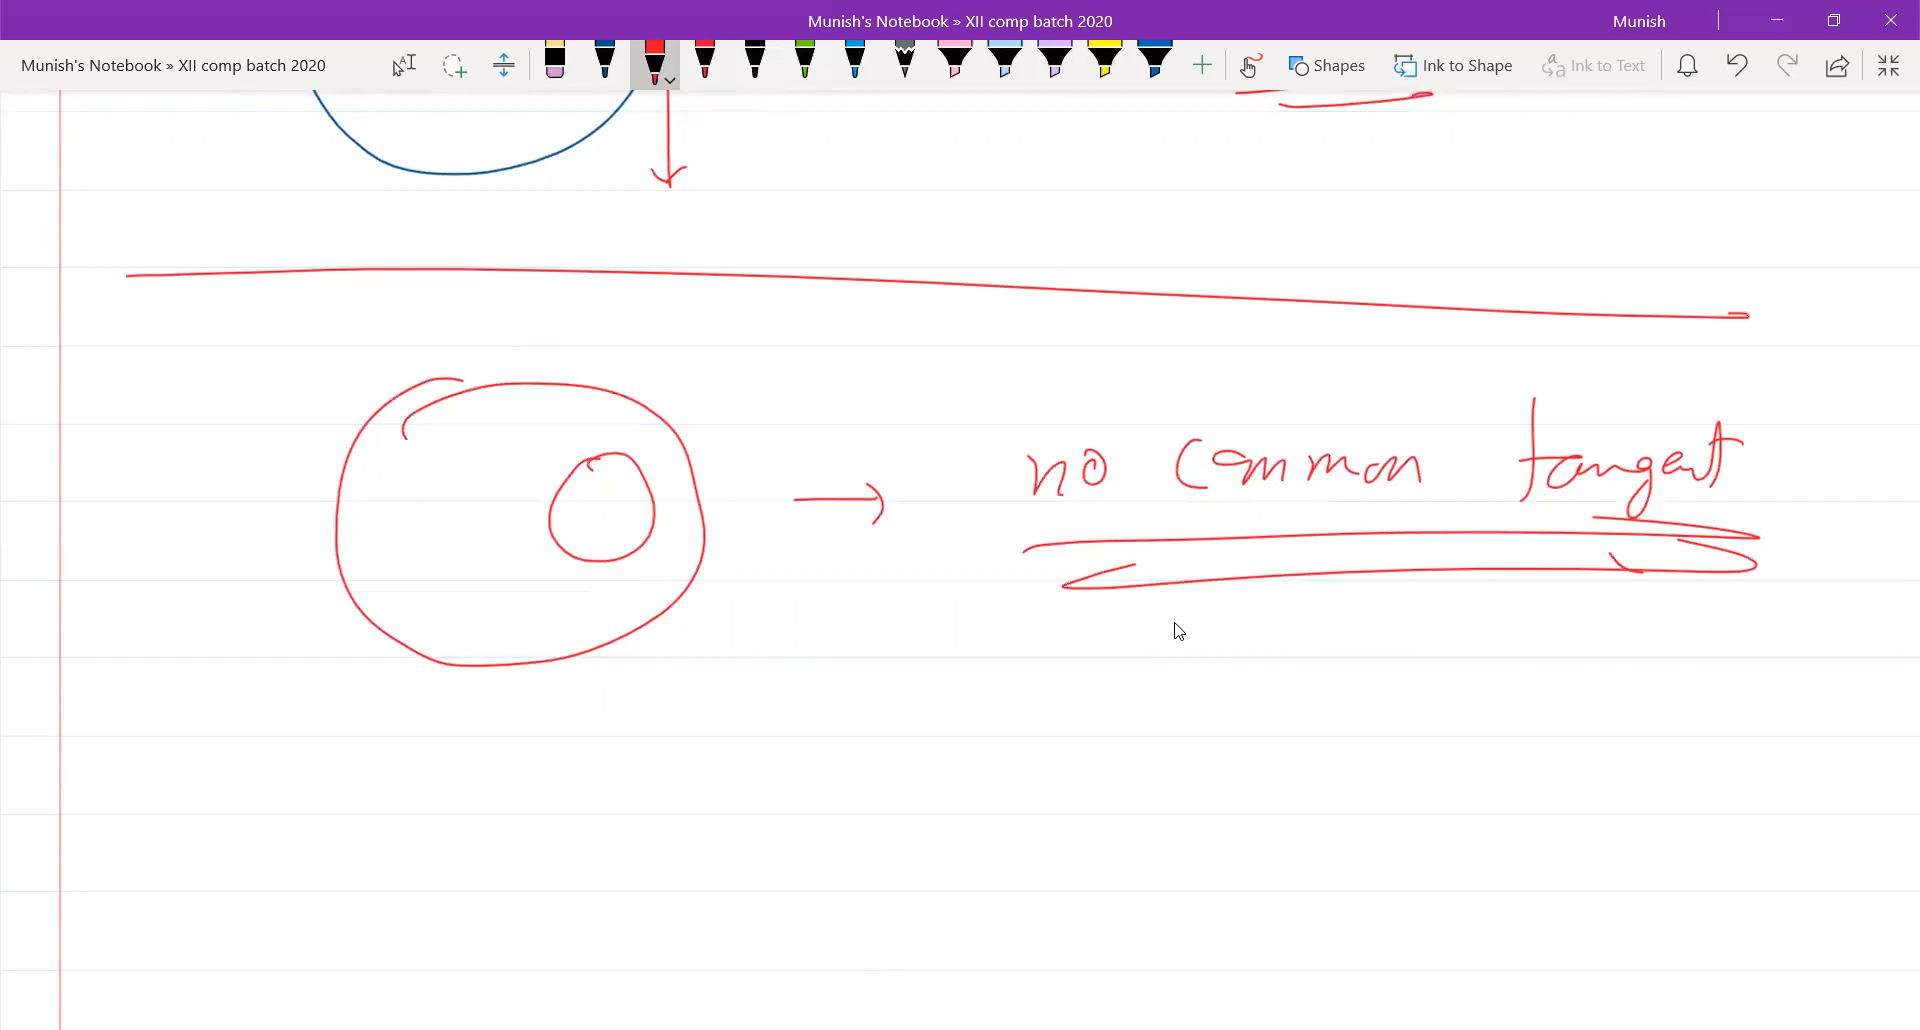 Munish's Notebook » XII comp batch 2020
Munish
Munish's Notebook » XII comp batch 2020
Shapes
Ink to Shape
Ink to Text
no common tangent